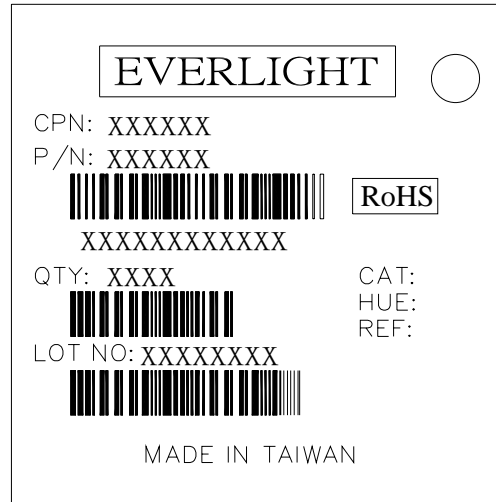 EVERLIGHT
CPN: XXXXXX
P/N: XXXXXX
RoHS
XXXXXXXXXXXX
QTY: XXXX
CAT:
HUE:
REF:
LOT NO: XXXXXXXX
MADE IN TAIWAN